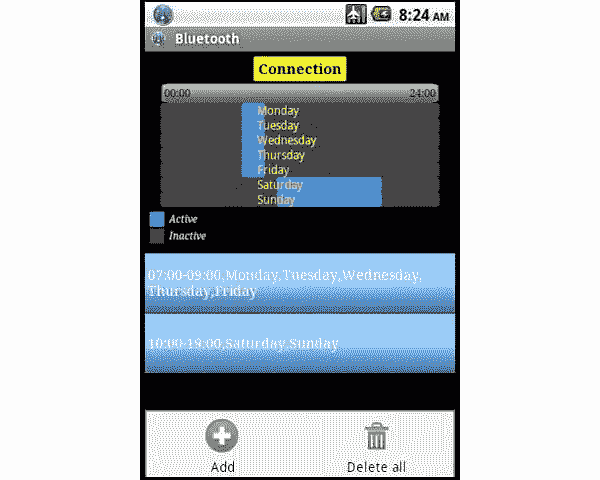 8:24 AM
Bluetooth
Connection
00:00 24:00
Monday
Tuesday
Wednesday
Thursday
Friday
Saturday
Sunday
Active
Inactive
07:00-09:00,Monday,Tuesday,Wednesday,
Thursday,Friday
10:00-19:00,Saturday,Sunday
Add Delete all